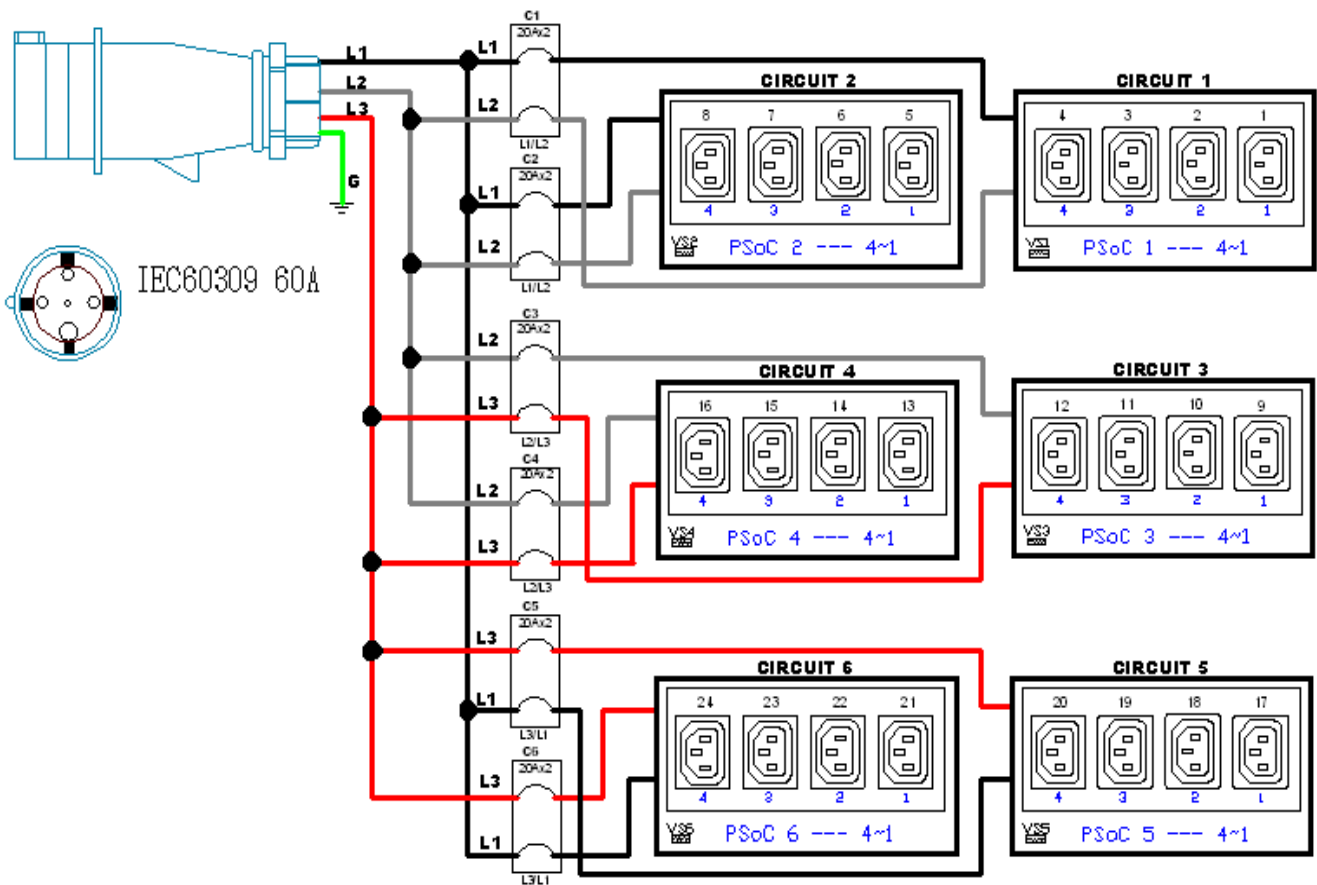 C1
20Ax2
L1
L1
L2
L2
L3
G
L1/L2
CIRCUIT 2
8 7 6 5
4 3 2 1
VS2 PSoC 2 --- 4~1
CIRCUIT 1
4 3 2 1
4 3 2 1
VS1 PSoC 1 --- 4~1
C2
20Ax2
L1
L2
L1/L2
IEC60309 60A
C3
20Ax2
L2
L3
L2/L3
CIRCUIT 4
16 15 14 13
4 3 2 1
VS4 PSoC 4 --- 4~1
CIRCUIT 3
12 11 10 9
4 3 2 1
VS3 PSoC 3 --- 4~1
C4
20Ax2
L2
L3
L2/L3
C5
20Ax2
L3
L1
L3/L1
CIRCUIT 6
24 23 22 21
4 3 2 1
VS6 PSoC 6 --- 4~1
CIRCUIT 5
20 19 18 17
4 3 2 1
VS5 PSoC 5 --- 4~1
C6
20Ax2
L3
L1
L3/L1